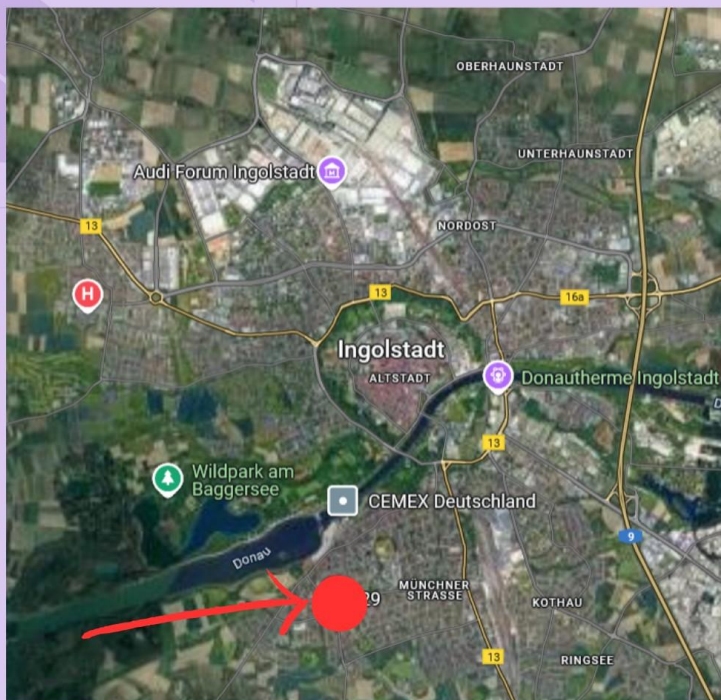 OBERHAUNSTADT
UNTERHAUNSTADT
Audi Forum Ingolstadt
NORDOST
13
H
13
16a
Ingolstadt
ALTSTADT
Donautherme Ingolstadt
13
Wildpark am
Baggersee
CEMEX Deutschland
9
Donau
29
MÜNCHNER
STRASSE
KOTHAU
13
RINGSEE